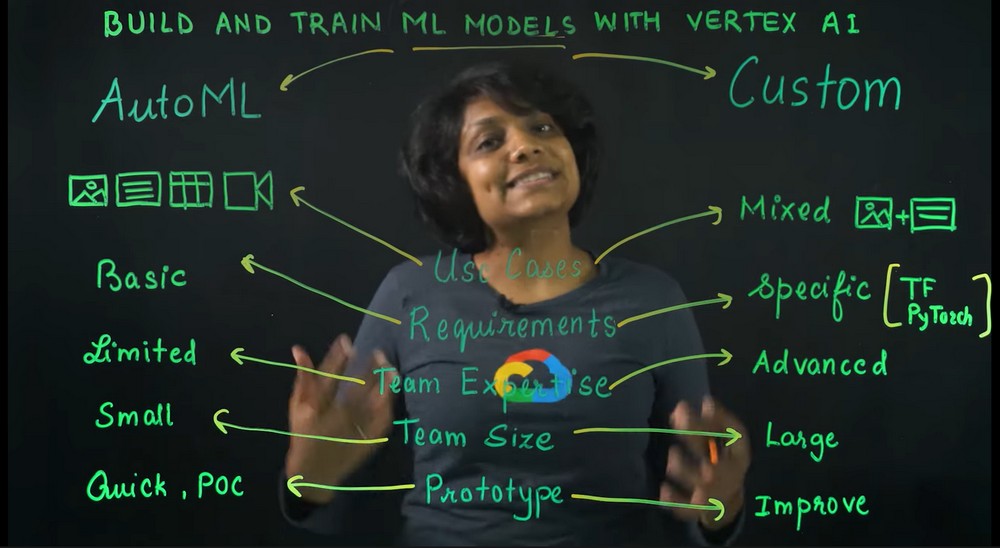 BUILD AND TRAIN ML MODELS WITH VERTEX AI
AutoML
Custom
Use Cases
Mixed
+
Basic
Requirements
Specific [TF
PyTorch]
Limited
Team Expertise
Advanced
Small
Team Size
Large
Quick, POC
Prototype
Improve